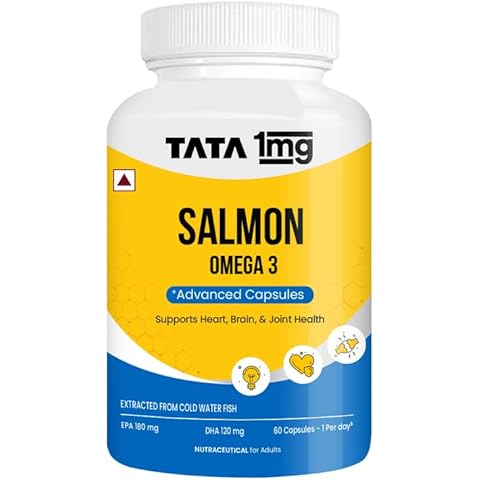 TATA 1mg
SALMON
OMEGA 3
*Advanced Capsules
Supports Heart, Brain, & Joint Health
EXTRACTED FROM COLD WATER FISH
EPA 180 mg DHA 120 mg 60 Capsules - 1 Per day$
NUTRACEUTICAL for Adults